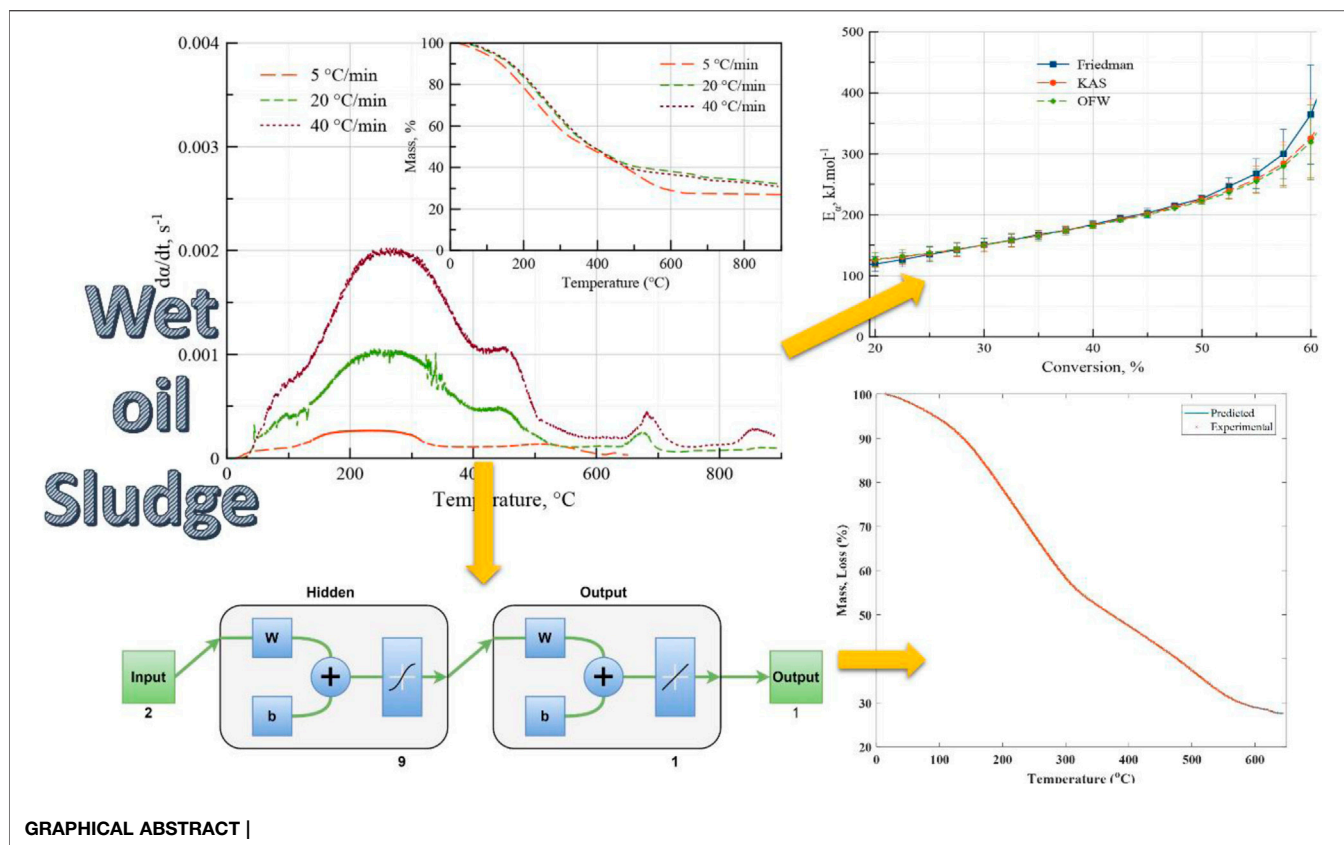 0.004
0.003
0.002
0.001
0
dα/dt, s⁻¹
5 °C/min
20 °C/min
40 °C/min
0
200
400
600
800
Temperature, °C
100
80
60
40
20
0
Mass, %
5 °C/min
20 °C/min
40 °C/min
0
200
400
600
800
Temperature (°C)
Wet
oil
Sludge
500
400
300
200
100
0
Eα, kJ.mol⁻¹
Friedman
KAS
OFW
20
30
40
50
60
Conversion, %
Hidden
Output
Input
2
W
b
+
9
W
b
+
1
Output
1
100
90
80
70
60
50
40
30
20
Mass, Loss (%)
Predicted
Experimental
0
100
200
300
400
500
600
Temperature (°C)
GRAPHICAL ABSTRACT |